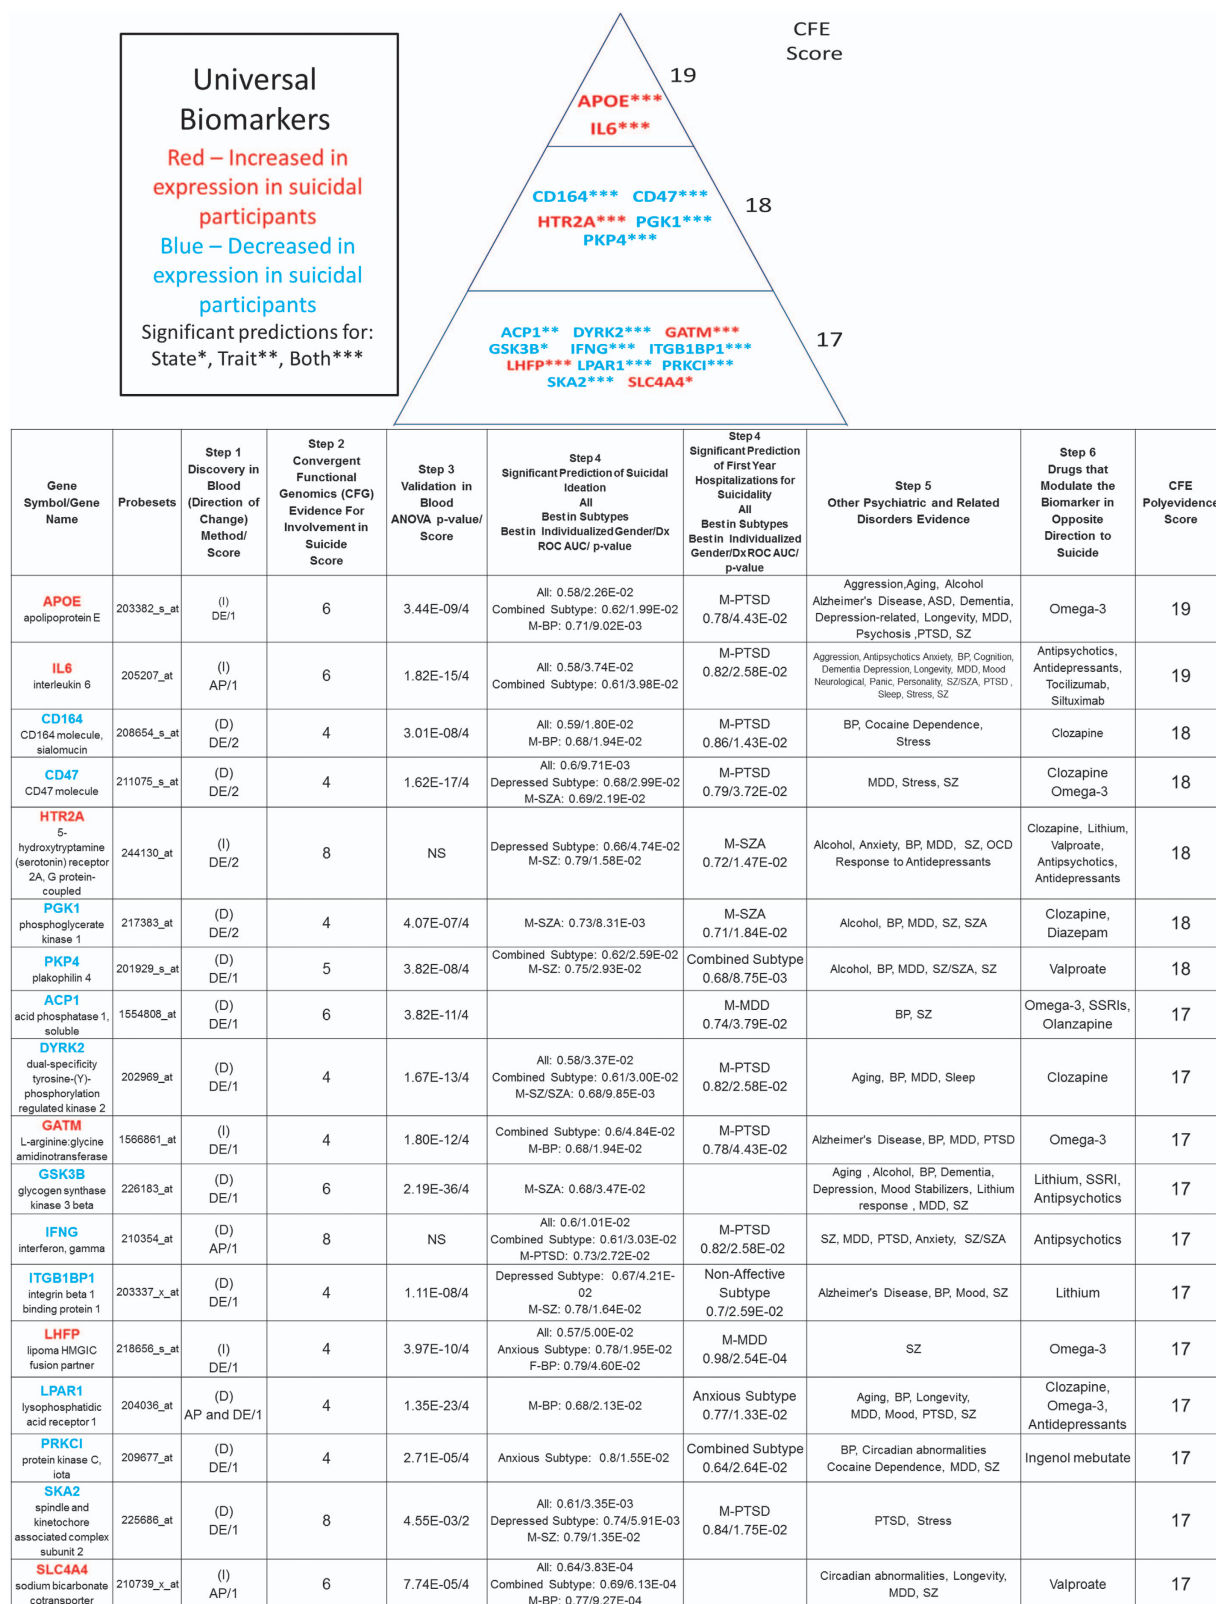 Universal
Biomarkers
Red – Increased in
expression in suicidal
participants
Blue – Decreased in
expression in suicidal
participants
Significant predictions for:
State*, Trait**, Both***
CFE
Score
19
APOE***
IL6***
18
CD164*** CD47***
HTR2A*** PGK1***
PKP4***
17
ACP1** DYRK2*** GATM***
GSK3B* IFNG*** ITGB1BP1***
LHFP*** LPAR1*** PRKCI***
SKA2*** SLC4A4*
Gene
Symbol/Gene
Name
Probesets
Step 1
Discovery in
Blood
(Direction of
Change)
Method/
Score
Step 2
Convergent
Functional
Genomics (CFG)
Evidence For
Involvement in
Suicide
Score
Step 3
Validation in
Blood
ANOVA p-value/
Score
Step 4
Significant Prediction of Suicidal
Ideation
All
Best in Subtypes
Best in Individualized Gender/Dx
ROC AUC/ p-value
Step 4
Significant Prediction
of First Year
Hospitalizations for
Suicidality
All
Best in Subtypes
Best in Individualized
Gender/Dx ROC AUC/
p-value
Step 5
Other Psychiatric and Related
Disorders Evidence
Step 6
Drugs that
Modulate the
Biomarker in
Opposite
Direction to
Suicide
CFE
Polyevidence
Score
APOE
apolipoprotein E
203382_s_at
(I)
DE/1
6
3.44E-09/4
All: 0.58/2.26E-02
Combined Subtype: 0.62/1.99E-02
M-BP: 0.71/9.02E-03
M-PTSD
0.78/4.43E-02
Aggression,Aging, Alcohol
Alzheimer's Disease, ASD, Dementia,
Depression-related, Longevity, MDD,
Psychosis ,PTSD, SZ
Omega-3
19
IL6
interleukin 6
205207_at
(I)
AP/1
6
1.82E-15/4
All: 0.58/3.74E-02
Combined Subtype: 0.61/3.98E-02
M-PTSD
0.82/2.58E-02
Aggression, Antipsychotics Anxiety, BP, Cognition,
Dementia Depression, Longevity, MDD, Mood
Neurological, Panic, Personality, SZ/SZA, PTSD ,
Sleep, Stress, SZ
Antipsychotics,
Antidepressants,
Tocilizumab,
Siltuximab
19
CD164
CD164 molecule,
sialomucin
208654_s_at
(D)
DE/2
4
3.01E-08/4
All: 0.59/1.80E-02
M-BP: 0.68/1.94E-02
M-PTSD
0.86/1.43E-02
BP, Cocaine Dependence,
Stress
Clozapine
18
CD47
CD47 molecule
211075_s_at
(D)
DE/2
4
1.62E-17/4
All: 0.6/9.71E-03
Depressed Subtype: 0.68/2.99E-02
M-SZA: 0.69/2.19E-02
M-PTSD
0.79/3.72E-02
MDD, Stress, SZ
Clozapine
Omega-3
18
HTR2A
5-
hydroxytryptamine
(serotonin) receptor
2A, G protein-
coupled
244130_at
(I)
DE/2
8
NS
Depressed Subtype: 0.66/4.74E-02
M-SZ: 0.79/1.58E-02
M-SZA
0.72/1.47E-02
Alcohol, Anxiety, BP, MDD, SZ, OCD
Response to Antidepressants
Clozapine, Lithium,
Valproate,
Antipsychotics,
Antidepressants
18
PGK1
phosphoglycerate
kinase 1
217383_at
(D)
DE/2
4
4.07E-07/4
M-SZA: 0.73/8.31E-03
M-SZA
0.71/1.84E-02
Alcohol, BP, MDD, SZ, SZA
Clozapine,
Diazepam
18
PKP4
plakophilin 4
201929_s_at
(D)
DE/1
5
3.82E-08/4
Combined Subtype: 0.62/2.59E-02
M-SZ: 0.75/2.93E-02
Combined Subtype
0.68/8.75E-03
Alcohol, BP, MDD, SZ/SZA, SZ
Valproate
18
ACP1
acid phosphatase 1,
soluble
1554808_at
(D)
DE/1
6
3.82E-11/4
M-MDD
0.74/3.79E-02
BP, SZ
Omega-3, SSRIs,
Olanzapine
17
DYRK2
dual-specificity
tyrosine-(Y)-
phosphorylation
regulated kinase 2
202969_at
(D)
DE/1
4
1.67E-13/4
All: 0.58/3.37E-02
Combined Subtype: 0.61/3.00E-02
M-SZ/SZA: 0.68/9.85E-03
M-PTSD
0.82/2.58E-02
Aging, BP, MDD, Sleep
Clozapine
17
GATM
L-arginine:glycine
amidinotransferase
1566861_at
(I)
DE/1
4
1.80E-12/4
Combined Subtype: 0.6/4.84E-02
M-BP: 0.68/1.94E-02
M-PTSD
0.78/4.43E-02
Alzheimer's Disease, BP, MDD, PTSD
Omega-3
17
GSK3B
glycogen synthase
kinase 3 beta
226183_at
(D)
DE/1
6
2.19E-36/4
M-SZA: 0.68/3.47E-02
Aging , Alcohol, BP, Dementia,
Depression, Mood Stabilizers, Lithium
response , MDD, SZ
Lithium, SSRI,
Antipsychotics
17
IFNG
interferon, gamma
210354_at
(D)
AP/1
8
NS
All: 0.6/1.01E-02
Combined Subtype: 0.61/3.03E-02
M-PTSD: 0.73/2.72E-02
M-PTSD
0.82/2.58E-02
SZ, MDD, PTSD, Anxiety, SZ/SZA
Antipsychotics
17
ITGB1BP1
integrin beta 1
binding protein 1
203337_x_at
(D)
DE/1
4
1.11E-08/4
Depressed Subtype: 0.67/4.21E-
02
M-SZ: 0.78/1.64E-02
Non-Affective
Subtype
0.7/2.59E-02
Alzheimer's Disease, BP, Mood, SZ
Lithium
17
LHFP
lipoma HMGIC
fusion partner
218656_s_at
(I)
DE/1
4
3.97E-10/4
All: 0.57/5.00E-02
Anxious Subtype: 0.78/1.95E-02
F-BP: 0.79/4.60E-02
M-MDD
0.98/2.54E-04
SZ
Omega-3
17
LPAR1
lysophosphatidic
acid receptor 1
204036_at
(D)
AP and DE/1
4
1.35E-23/4
M-BP: 0.68/2.13E-02
Anxious Subtype
0.77/1.33E-02
Aging, BP, Longevity,
MDD, Mood, PTSD, SZ
Clozapine,
Omega-3,
Antidepressants
17
PRKCI
protein kinase C,
iota
209677_at
(D)
DE/1
4
2.71E-05/4
Anxious Subtype: 0.8/1.55E-02
Combined Subtype
0.64/2.64E-02
BP, Circadian abnormalities
Cocaine Dependence, MDD, SZ
Ingenol mebutate
17
SKA2
spindle and
kinetochore
associated complex
subunit 2
225686_at
(D)
DE/1
8
4.55E-03/2
All: 0.61/3.35E-03
Depressed Subtype: 0.74/5.91E-03
M-SZ: 0.79/1.35E-02
M-PTSD
0.84/1.75E-02
PTSD, Stress
17
SLC4A4
sodium bicarbonate
cotransporter
210739_x_at
(I)
AP/1
6
7.74E-05/4
All: 0.64/3.83E-04
Combined Subtype: 0.69/6.13E-04
M-BP: 0.77/9.27E-04
Circadian abnormalities, Longevity,
MDD, SZ
Valproate
17